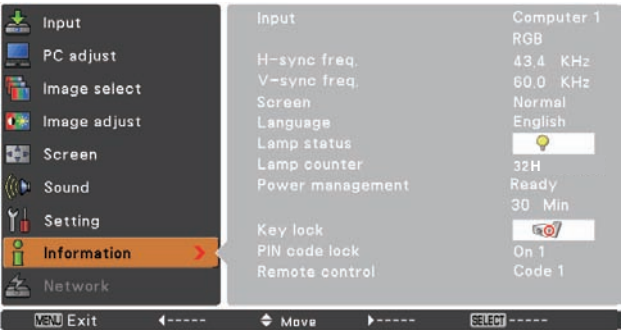 Input
PC adjust
Image select
Image adjust
Screen
Sound
Setting
Information
Network
Input Computer 1
RGB
H-sync freq. 43.4 KHz
V-sync freq. 60.0 KHz
Screen Normal
Language English
Lamp status
Lamp counter 32H
Power management Ready
30 Min
Key lock
PIN code lock On 1
Remote control Code 1
MENU Exit ----- Move ----- SELECT -----